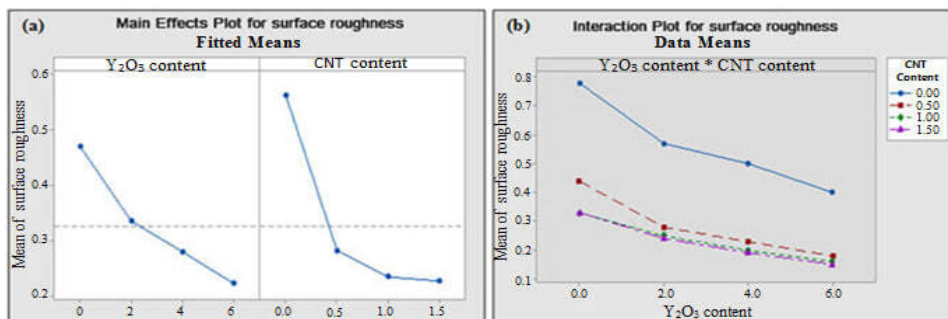 (a)
Main Effects Plot for surface roughness
Fitted Means
Y₂O₃ content
CNT content
Mean of surface roughness
0.6
0.5
0.4
0.3
0.2
0 2 4 6
0.0 0.5 1.0 1.5
(b)
Interaction Plot for surface roughness
Data Means
Y₂O₃ content * CNT content
Mean of surface roughness
0.8
0.7
0.6
0.5
0.4
0.3
0.2
0.1
0.0 2.0 4.0 6.0
Y₂O₃ content
CNT
Content
0.00
0.50
1.00
1.50